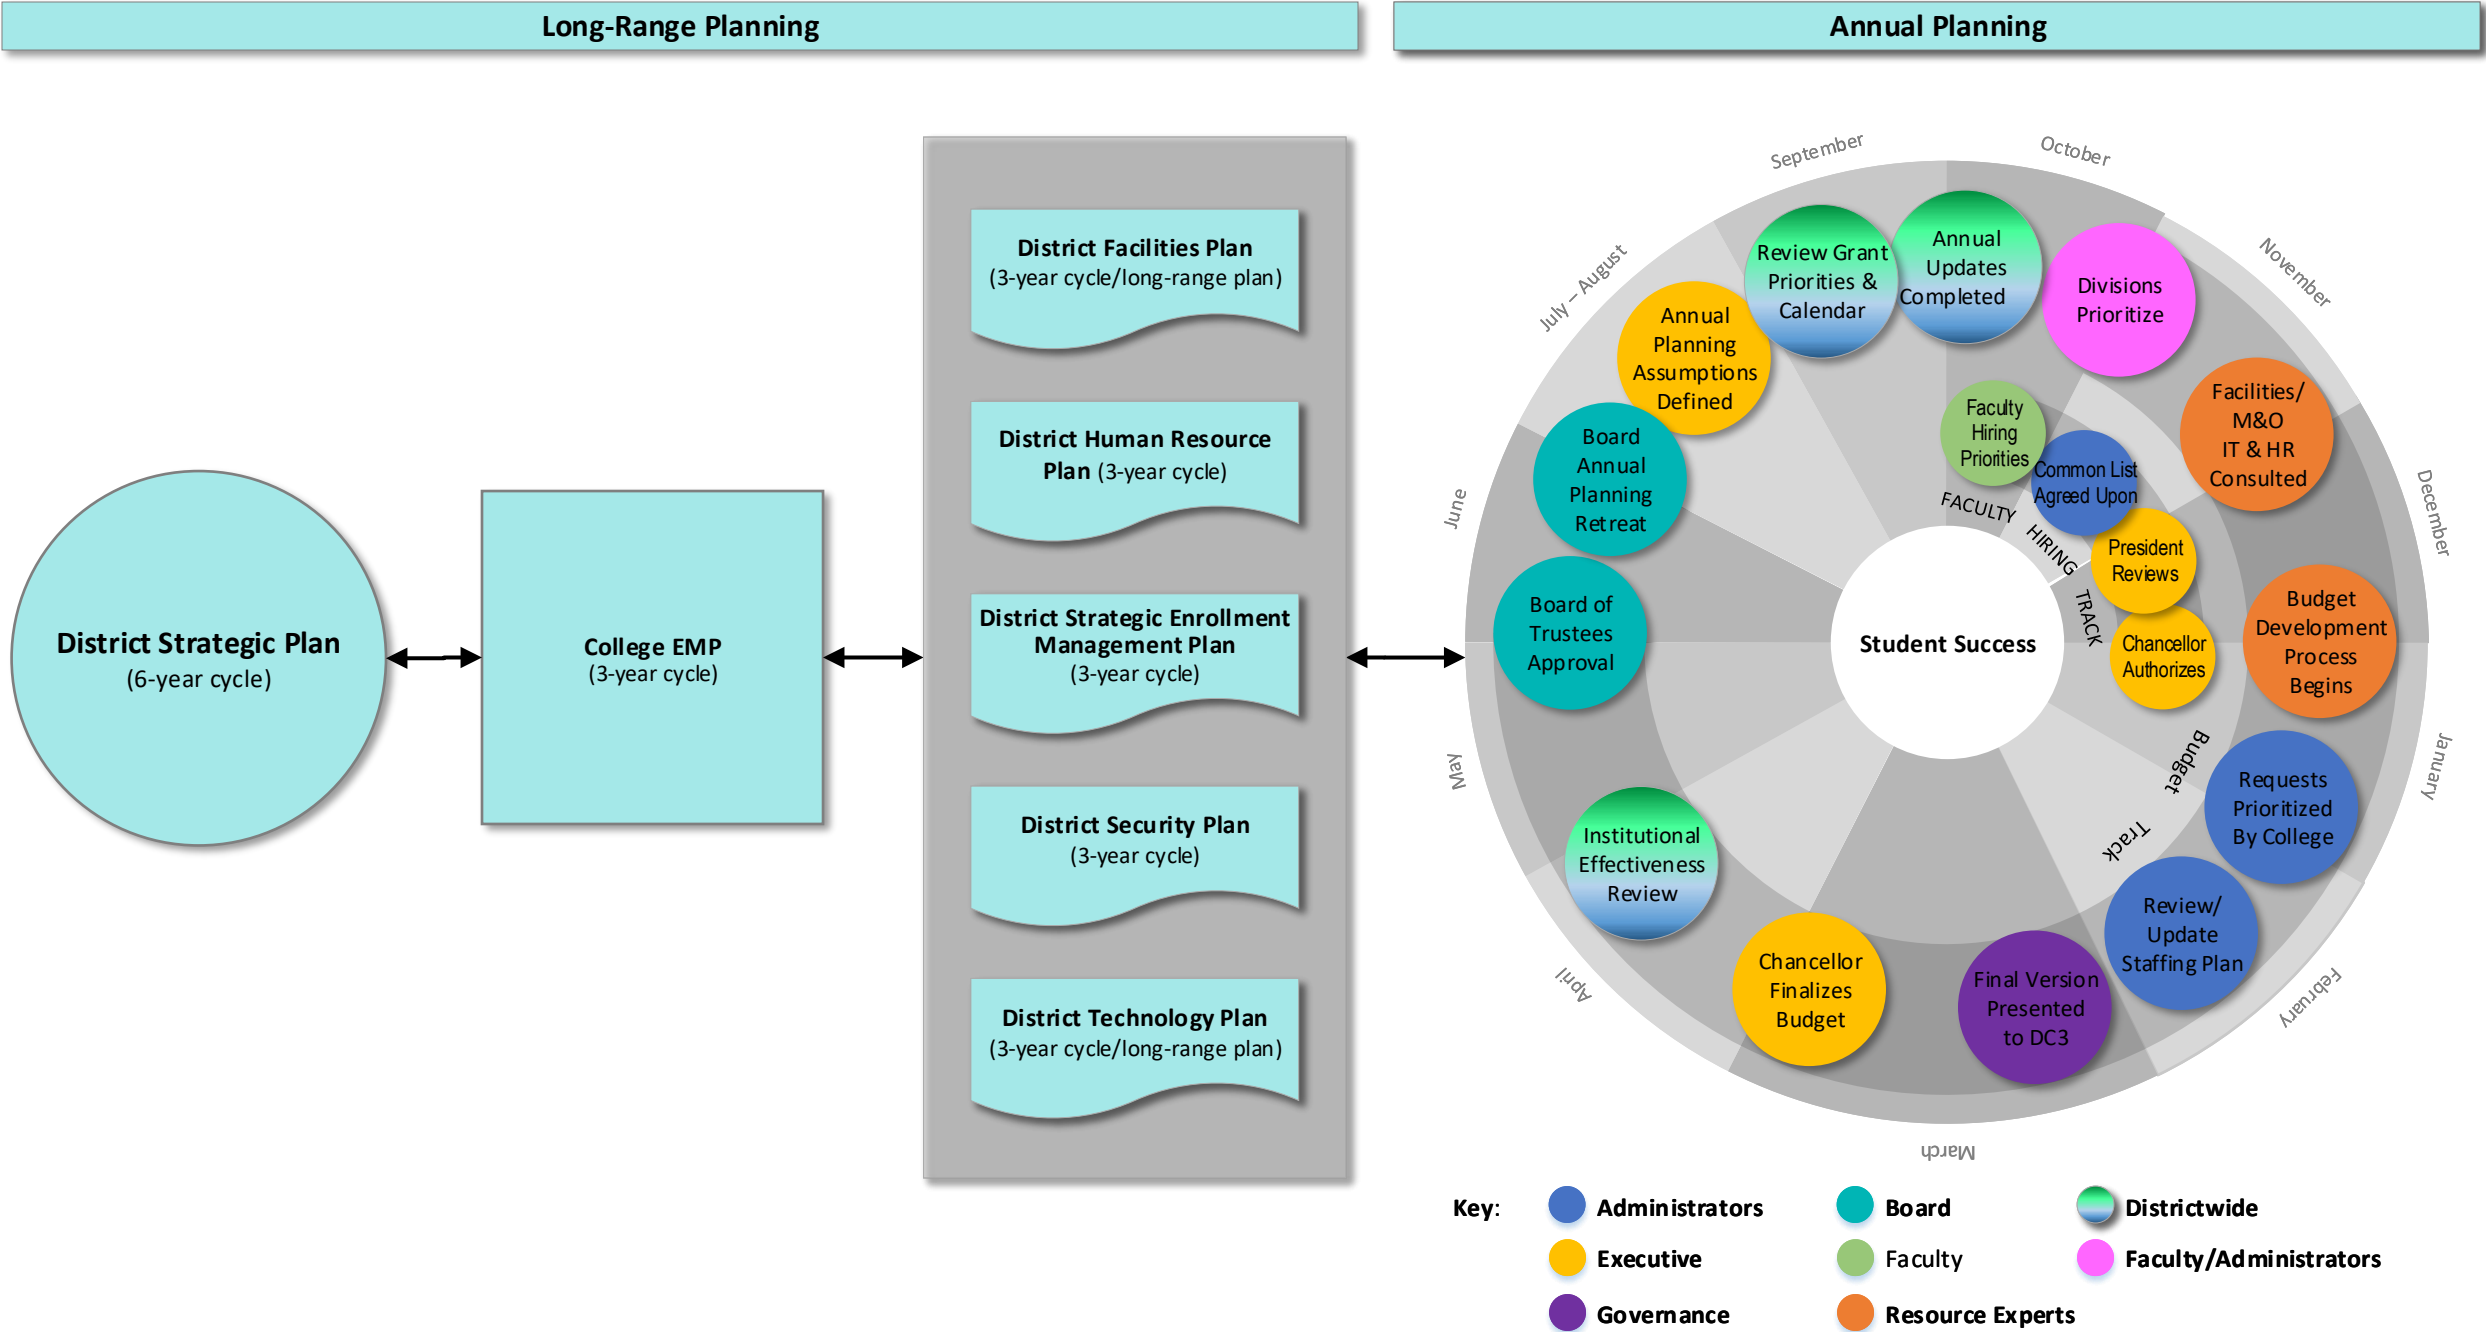 Long-Range Planning
Annual Planning
District Strategic Plan
(6-year cycle)
College EMP
(3-year cycle)
District Facilities Plan
(3-year cycle/long-range plan)
District Human Resource
Plan (3-year cycle)
District Strategic Enrollment
Management Plan
(3-year cycle)
District Security Plan
(3-year cycle)
District Technology Plan
(3-year cycle/long-range plan)
September
October
November
December
January
February
March
April
May
June
July – August
Review Grant
Priorities &
Calendar
Annual
Updates
Completed
Divisions
Prioritize
Facilities/
M&O
IT & HR
Consulted
Budget
Development
Process
Begins
Requests
Prioritized
By College
Review/
Update
Staffing Plan
Final Version
Presented
to DC3
Chancellor
Finalizes
Budget
Institutional
Effectiveness
Review
Board of
Trustees
Approval
Board
Annual
Planning
Retreat
Annual
Planning
Assumptions
Defined
Faculty
Hiring
Priorities
Common List
Agreed Upon
President
Reviews
Chancellor
Authorizes
FACULTY
HIRING
TRACK
Budget
Track
Student Success
Key:
Administrators
Board
Districtwide
Executive
Faculty
Faculty/Administrators
Governance
Resource Experts